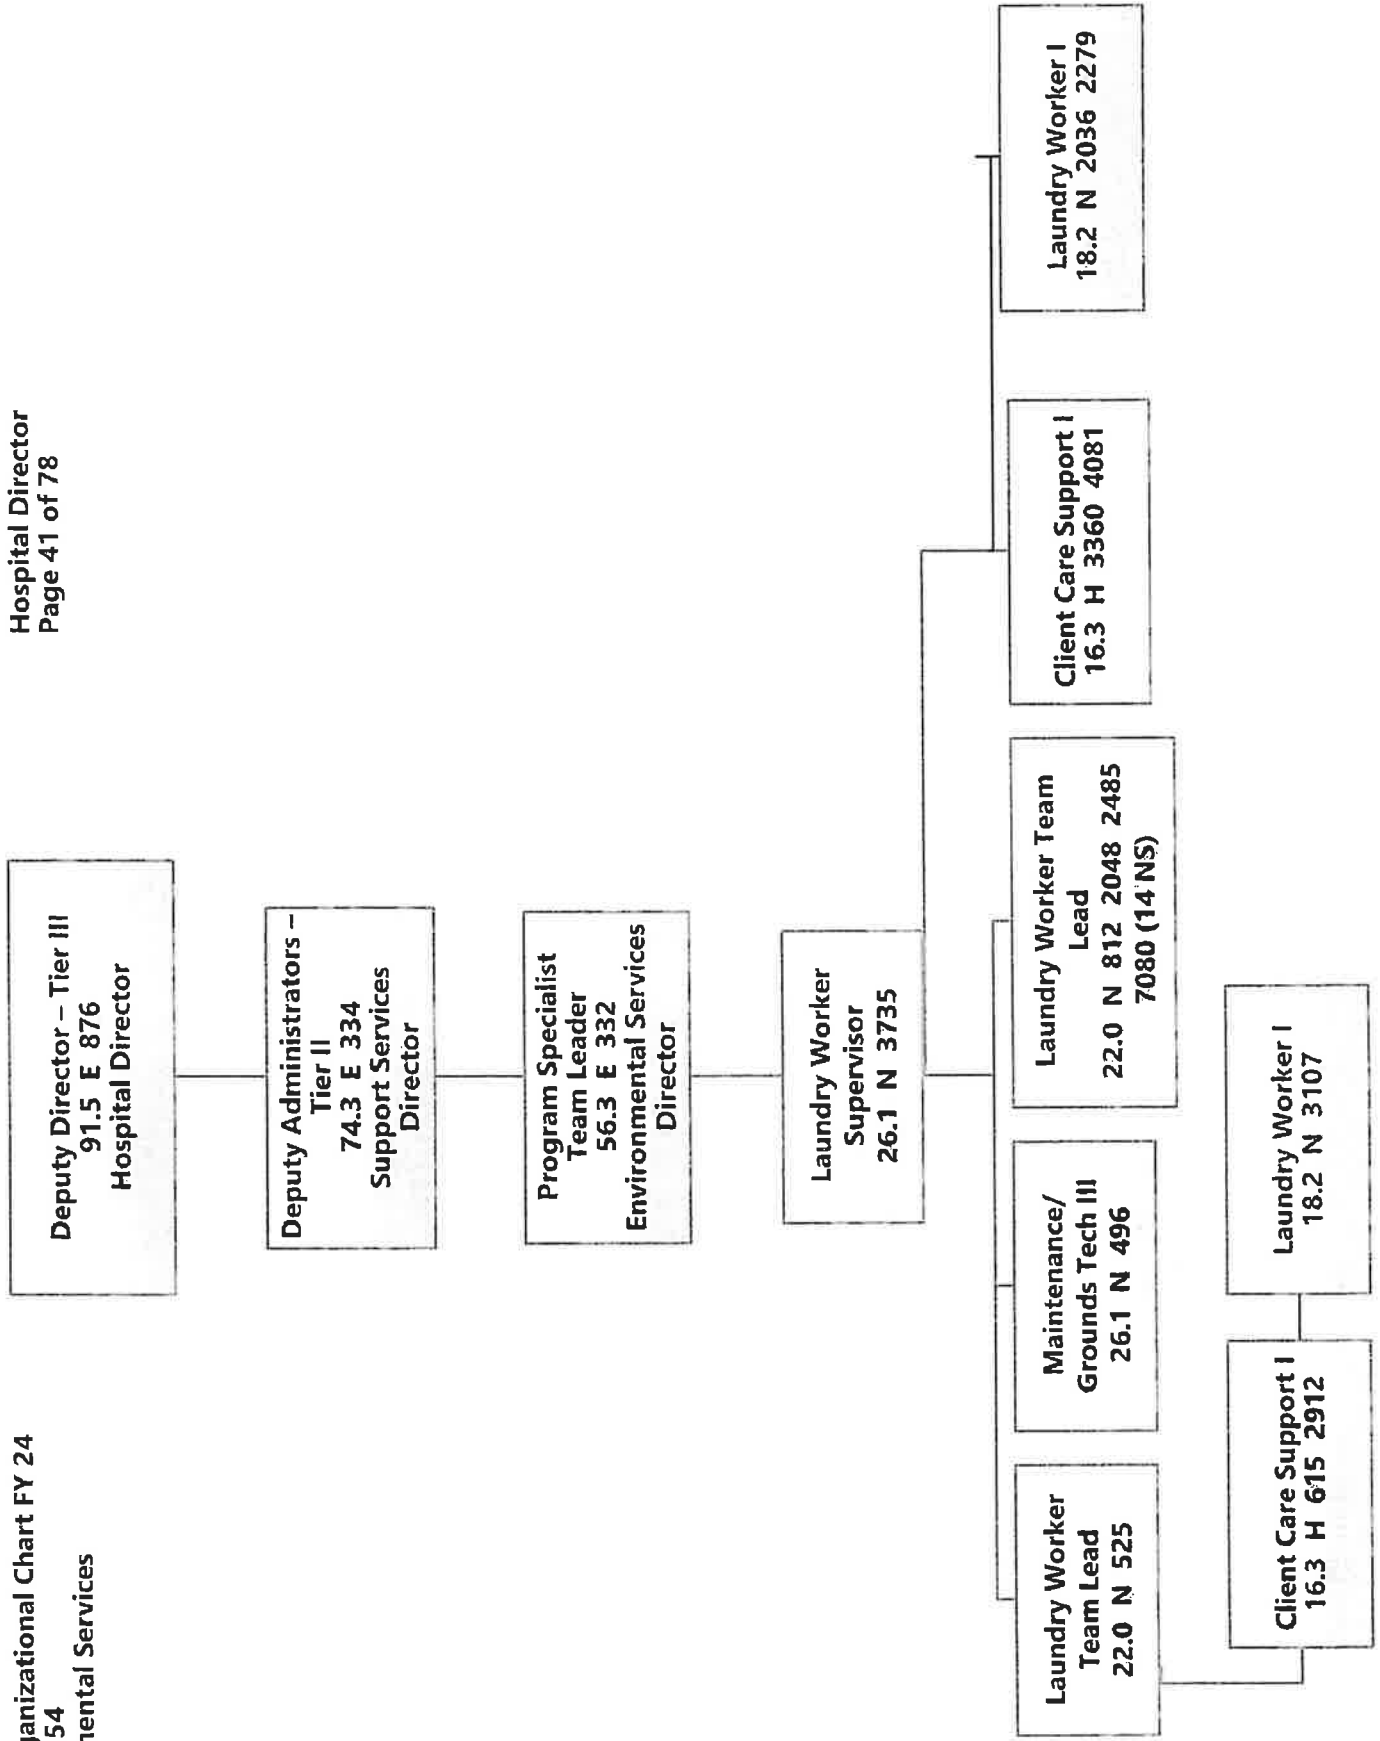 ganizational Chart FY 24
54
nental Services
Hospital Director
Page 41 of 78
Deputy Director – Tier III
91.5 E 876
Hospital Director
Deputy Administrators –
Tier II
74.3 E 334
Support Services
Director
Program Specialist
Team Leader
56.3 E 332
Environmental Services
Director
Laundry Worker
Supervisor
26.1 N 3735
Laundry Worker
Team Lead
22.0 N 525
Maintenance/
Grounds Tech III
26.1 N 496
Laundry Worker Team
Lead
22.0 N 812 2048 2485
7080 (14 NS)
Client Care Support I
16.3 H 3360 4081
Laundry Worker I
18.2 N 2036 2279
Client Care Support I
16.3 H 615 2912
Laundry Worker I
18.2 N 3107